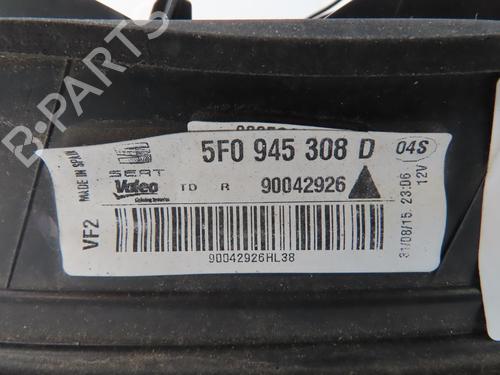 MADE IN SPAIN
SEAT
5F0 945 308 D
04S
Valeo
TD R 90042926
VF2
90042926HL38
31/08/15 23:06
12V
B-PARTS